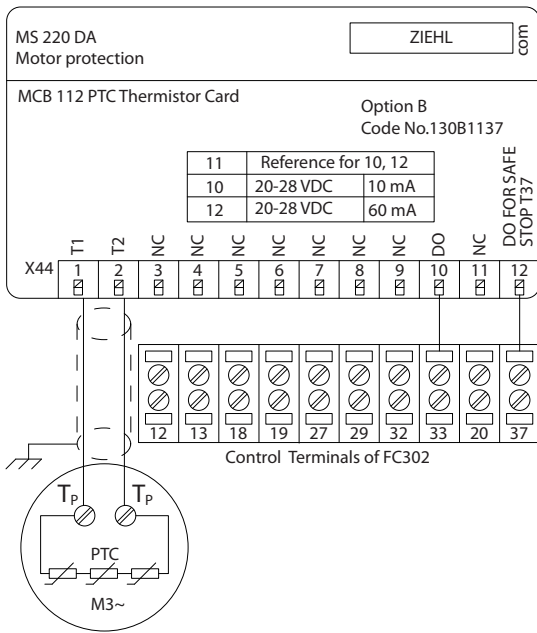 MS 220 DA
Motor protection
ZIEHL
com
MCB 112 PTC Thermistor Card
Option B
Code No.130B1137
11 Reference for 10, 12
10 20-28 VDC 10 mA
12 20-28 VDC 60 mA
T1 T2 NC NC NC NC NC NC NC DO NC DO FOR SAFE STOP T37
X44 1 2 3 4 5 6 7 8 9 10 11 12
12 13 18 19 27 29 32 33 20 37
Control Terminals of FC302
TP TP
PTC
M3~